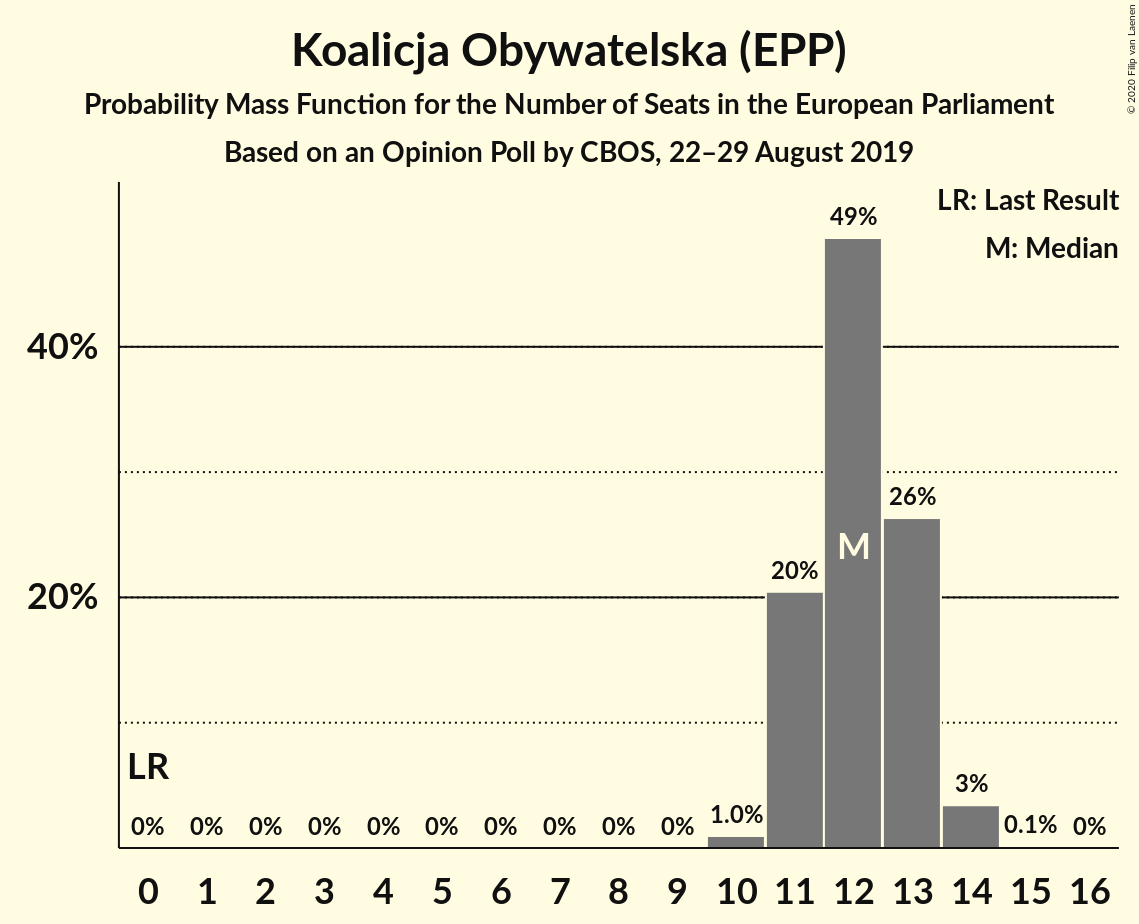 Koalicja Obywatelska (EPP)
Probability Mass Function for the Number of Seats in the European Parliament
Based on an Opinion Poll by CBOS, 22–29 August 2019
© 2020 Filip van Laenen
LR: Last Result
M: Median
49%
40%
26%
M
20%
20%
LR
3%
0% 0% 0% 0% 0% 0% 0% 0% 0% 0% 1.0% 0.1% 0%
0 1 2 3 4 5 6 7 8 9 10 11 12 13 14 15 16